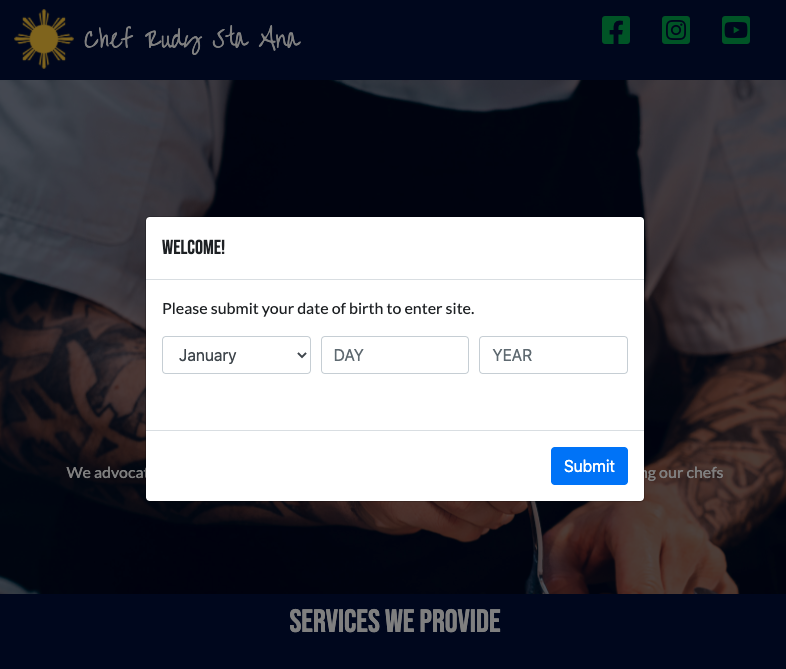 Chef Rudy Sta Ana
WELCOME!
Please submit your date of birth to enter site.
January
DAY
YEAR
We advocat
ng our chefs
Submit
SERVICES WE PROVIDE